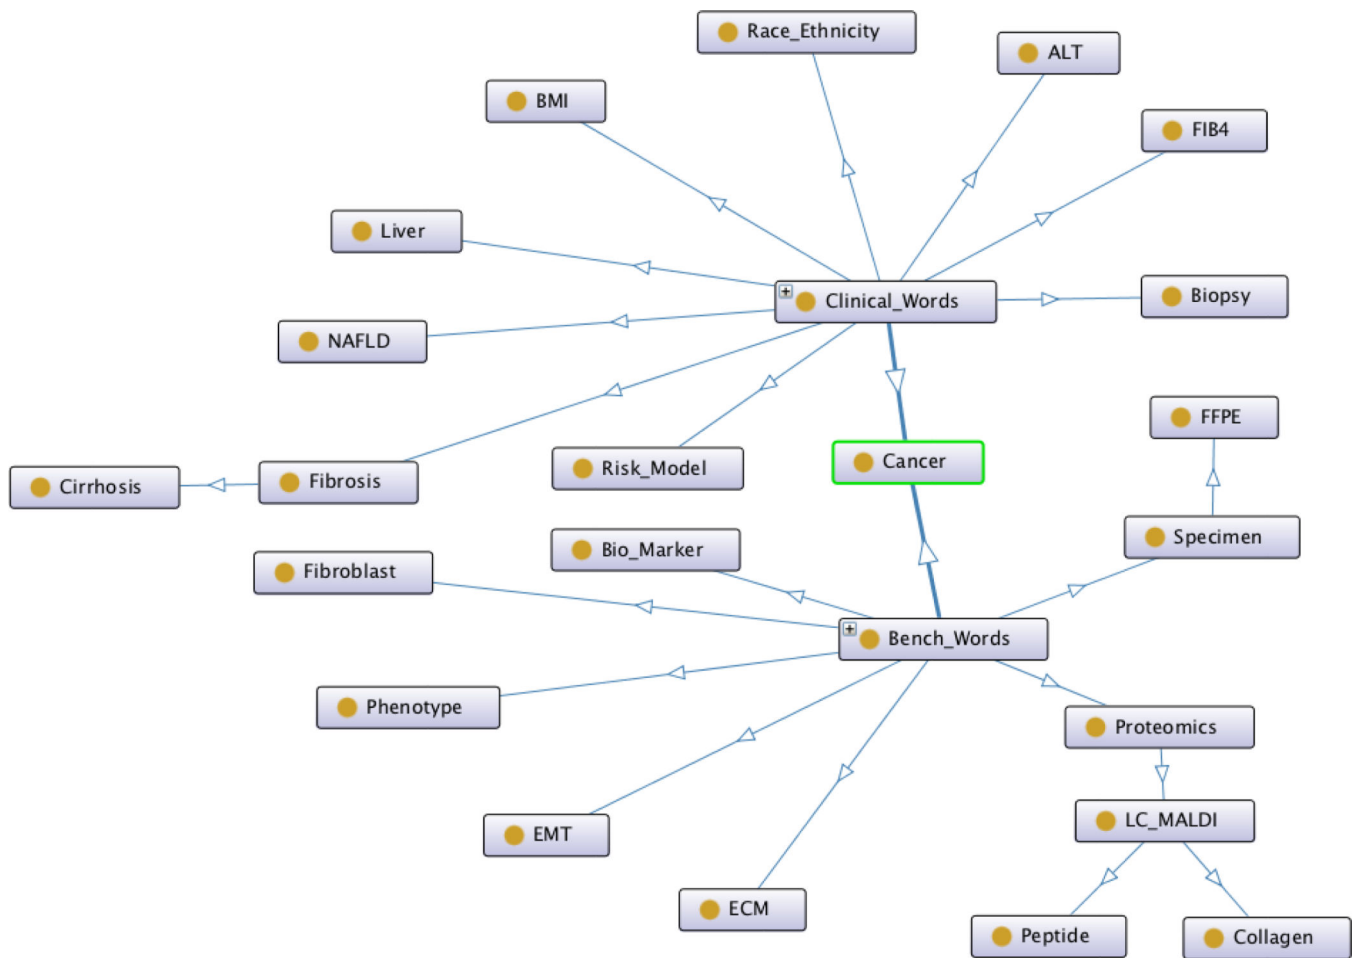 Race_Ethnicity
ALT
BMI
FIB4
Liver
Clinical_Words
Biopsy
NAFLD
FFPE
Cancer
Risk_Model
Fibrosis
Cirrhosis
Specimen
Bio_Marker
Fibroblast
Bench_Words
Phenotype
Proteomics
LC_MALDI
EMT
ECM
Peptide
Collagen